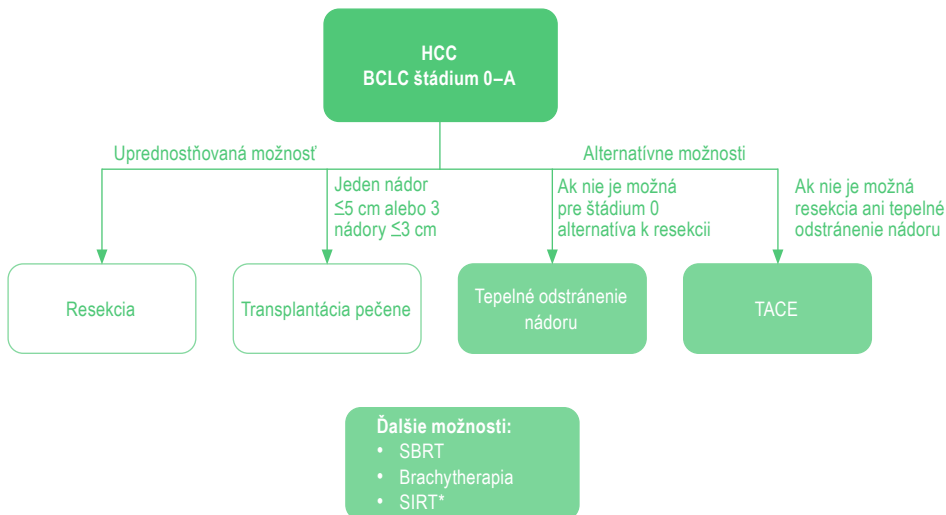 HCC
BCLC štádium 0–A
Uprednostňovaná možnosť
Alternatívne možnosti
Jeden nádor
≤5 cm alebo 3
nádory ≤3 cm
Ak nie je možná
pre štádium 0
alternatíva k resekcii
Ak nie je možná
resekcia ani tepelné
odstránenie nádoru
Resekcia
Transplantácia pečene
Tepelné odstránenie
nádoru
TACE
Ďalšie možnosti:
• SBRT
• Brachytherapia
• SIRT*